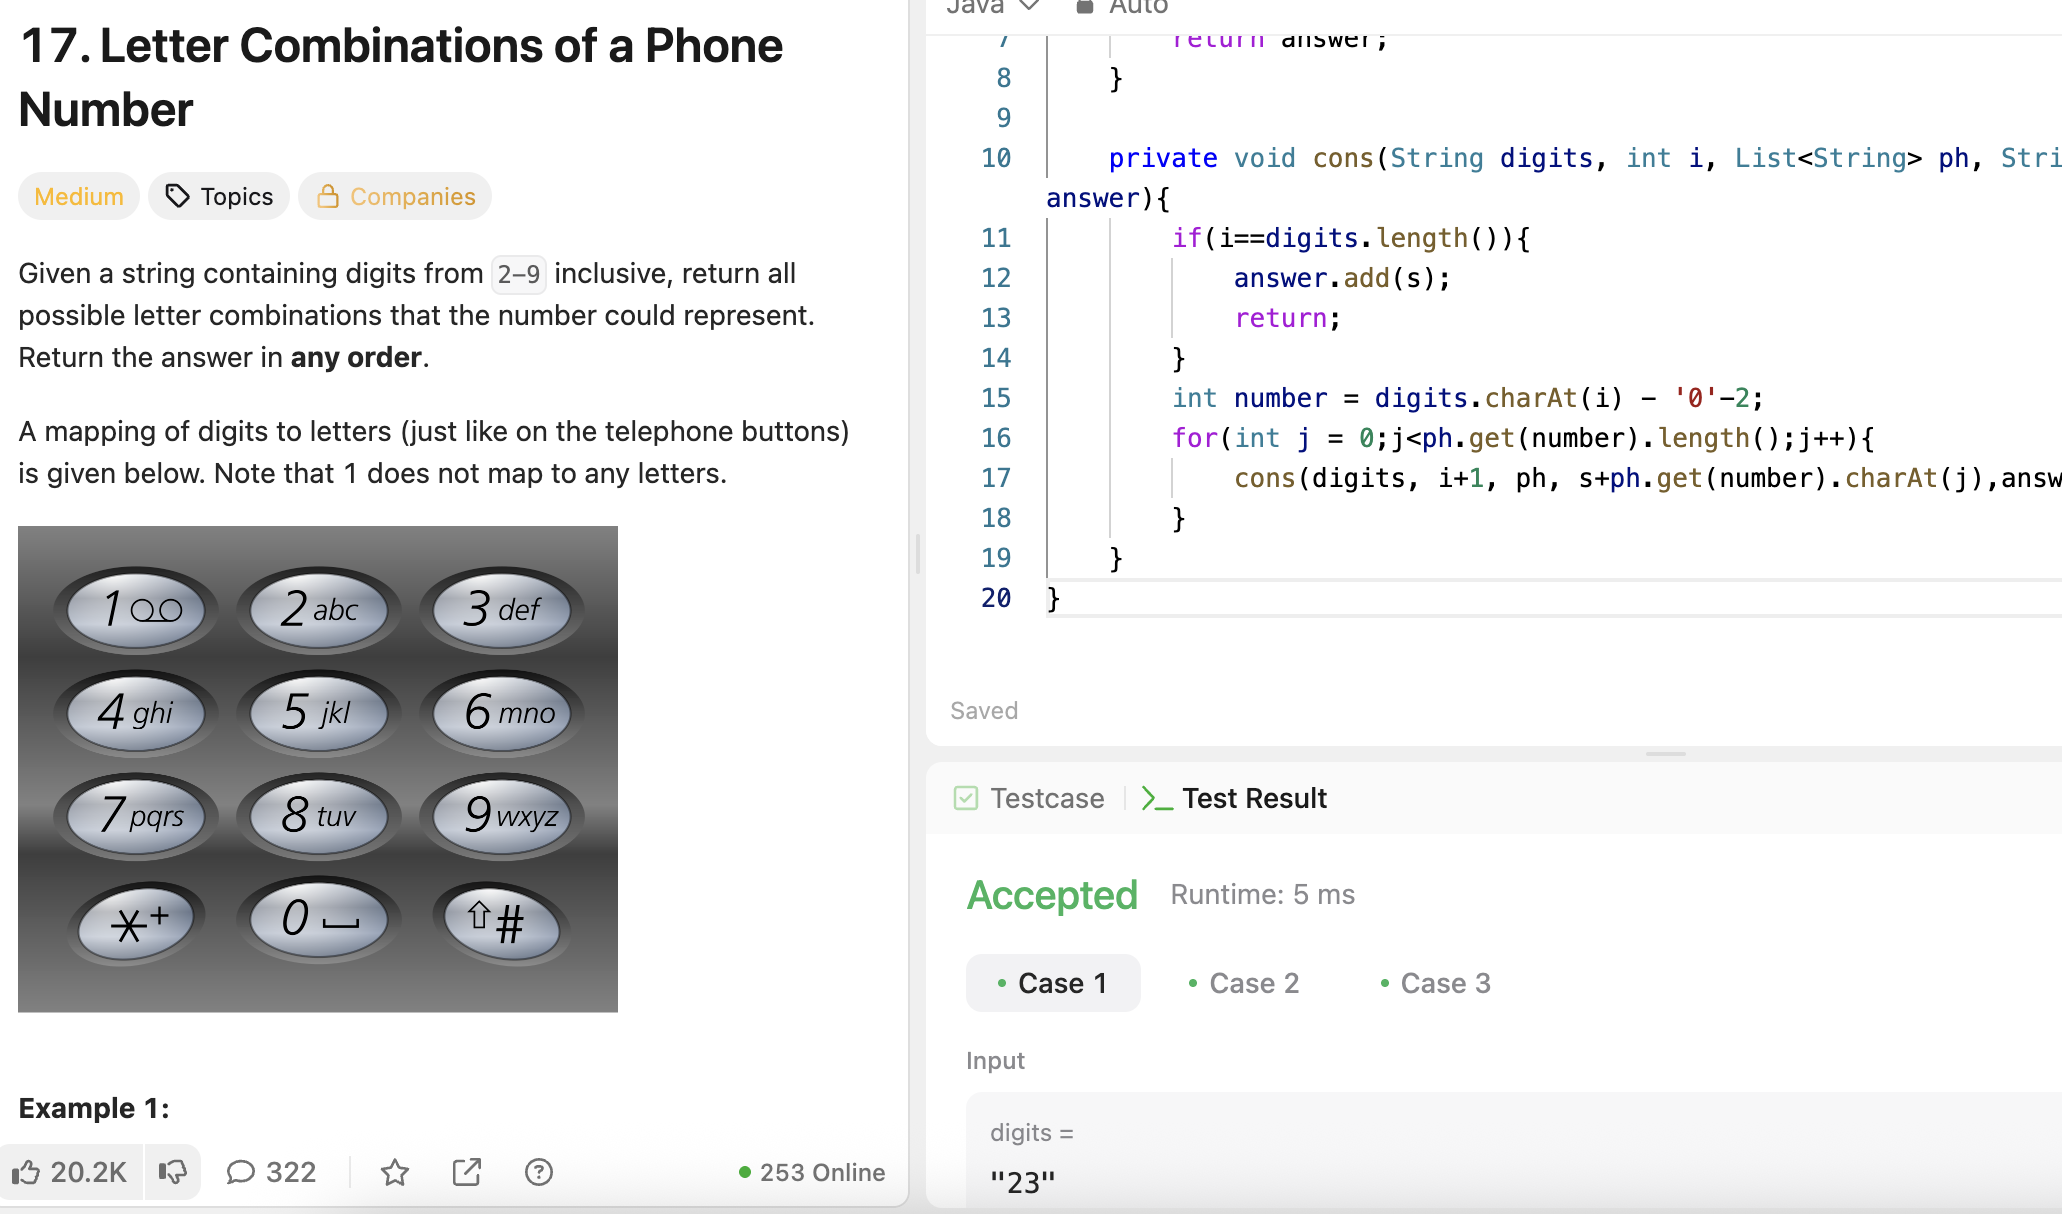 17. Letter Combinations of a Phone
Number
Medium
Topics
Companies
Given a string containing digits from 2-9 inclusive, return all
possible letter combinations that the number could represent.
Return the answer in any order.
A mapping of digits to letters (just like on the telephone buttons)
is given below. Note that 1 does not map to any letters.
1
2 abc
3 def
4 ghi
5 jkl
6 mno
7 pqrs
8 tuv
9 wxyz
* +
0
#
Example 1:
20.2K
322
253 Online
Java
Auto
7 return answer;
8 }
9
10 private void cons(String digits, int i, List<String> ph, Stri
answer){
11 if(i==digits.length()){
12 answer.add(s);
13 return;
14 }
15 int number = digits.charAt(i) - '0'-2;
16 for(int j = 0;j<ph.get(number).length();j++){
17 cons(digits, i+1, ph, s+ph.get(number).charAt(j),answ
18 }
19 }
20 }
Saved
Testcase
Test Result
Accepted
Runtime: 5 ms
Case 1
Case 2
Case 3
Input
digits =
"23"